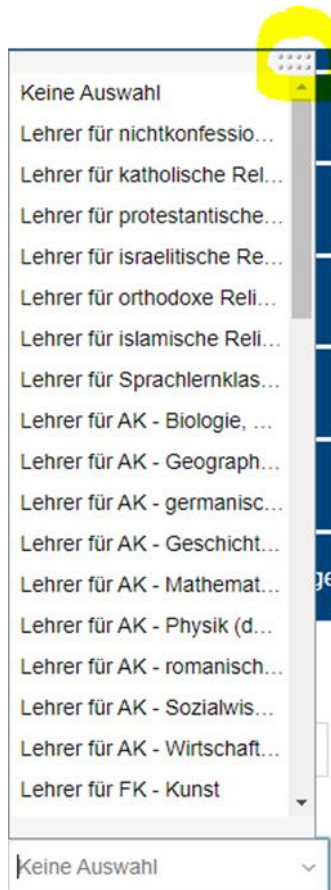 Keine Auswahl
Lehrer für nichtkonfessio...
Lehrer für katholische Rel...
Lehrer für protestantische...
Lehrer für israelitische Re...
Lehrer für orthodoxe Reli...
Lehrer für islamische Reli...
Lehrer für Sprachlernklas...
Lehrer für AK - Biologie, ...
Lehrer für AK - Geograph...
Lehrer für AK - germanisc...
Lehrer für AK - Geschicht...
Lehrer für AK - Mathemat...
Lehrer für AK - Physik (d...
Lehrer für AK - romanisch...
Lehrer für AK - Sozialwis...
Lehrer für AK - Wirtschaft...
Lehrer für FK - Kunst
Keine Auswahl